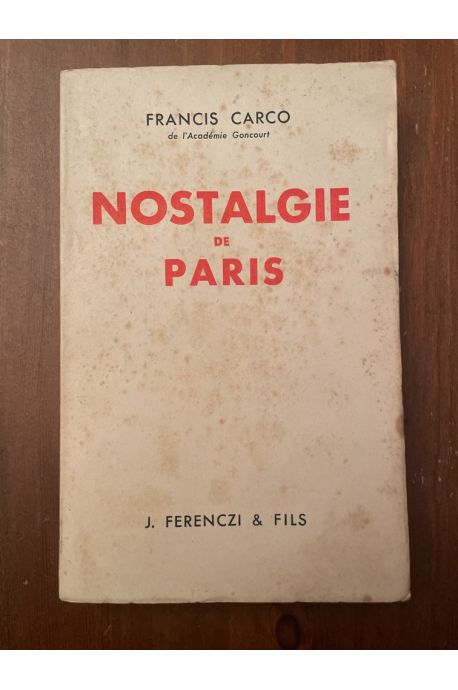 FRANCIS CARCO
de l'Académie Goncourt
NOSTALGIE
DE
PARIS
J. FERENCZI & FILS